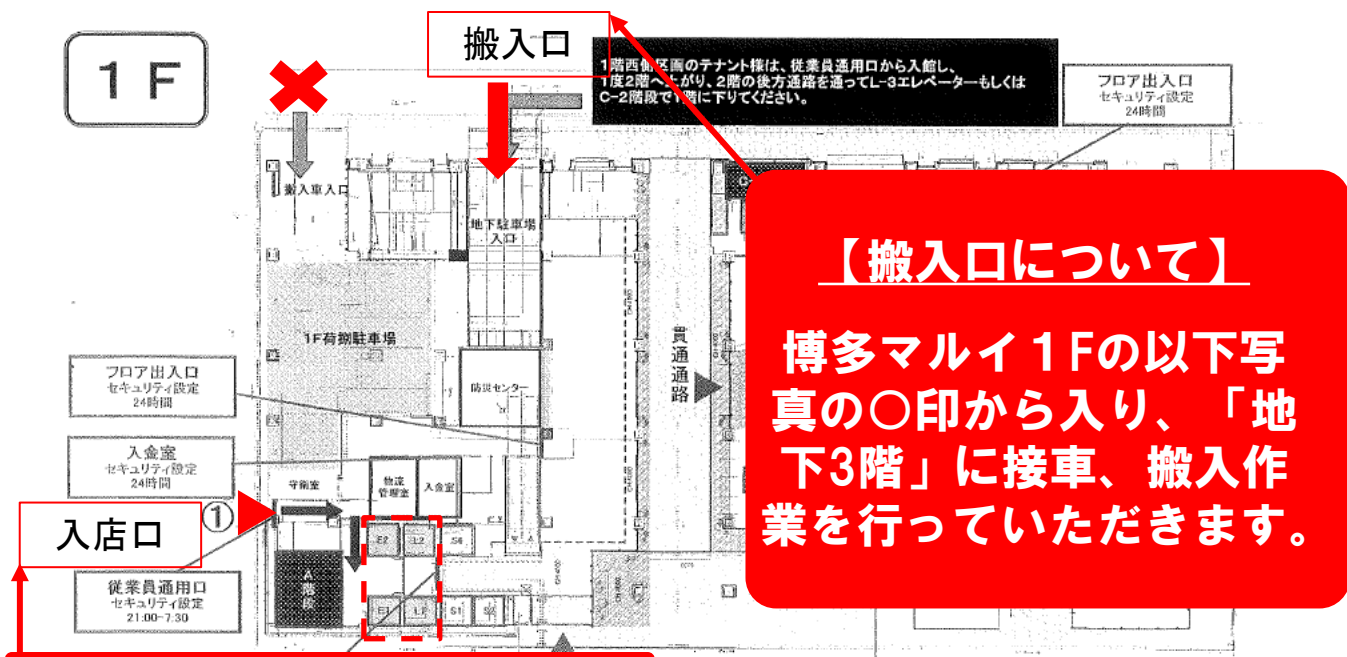 1F
搬入口
1階西側区画のテナント様は、従業員通用口から入館し、
1度2階へ上がり、2階の後方通路を通ってL-3エレベーターもしくは
C-2階段で1階に下りてください。
フロア出入口
セキュリティ設定
24時間
搬入車入口
地下駐車場
入口
【搬入口について】
博多マルイ1Fの以下写
真の○印から入り、「地
下3階」に接車、搬入作
業を行っていただきます。
1F荷捌駐車場
貫通通路
フロア出入口
セキュリティ設定
24時間
防災センター
入金室
セキュリティ設定
24時間
守衛室
物流
管理室
入金室
①
入店口
E2
L2
S6
A階段
従業員通用口
セキュリティ設定
21:00-7:30
E1
L1
S1
S2